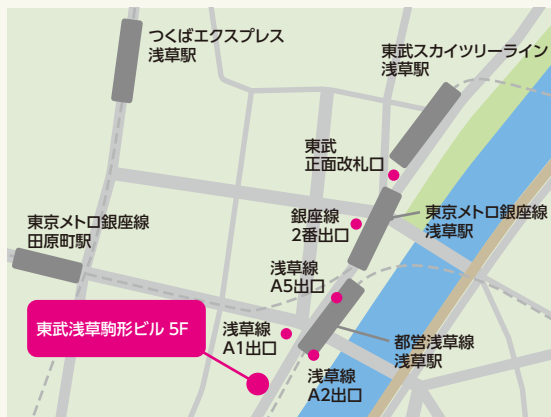 つくばエクスプレス
浅草駅
東武スカイツリーライン
浅草駅
東武
正面改札口
東京メトロ銀座線
田原町駅
銀座線
2番出口
東京メトロ銀座線
浅草駅
浅草線
A5出口
東武浅草駒形ビル 5F
浅草線
A1出口
都営浅草線
浅草駅
浅草線
A2出口